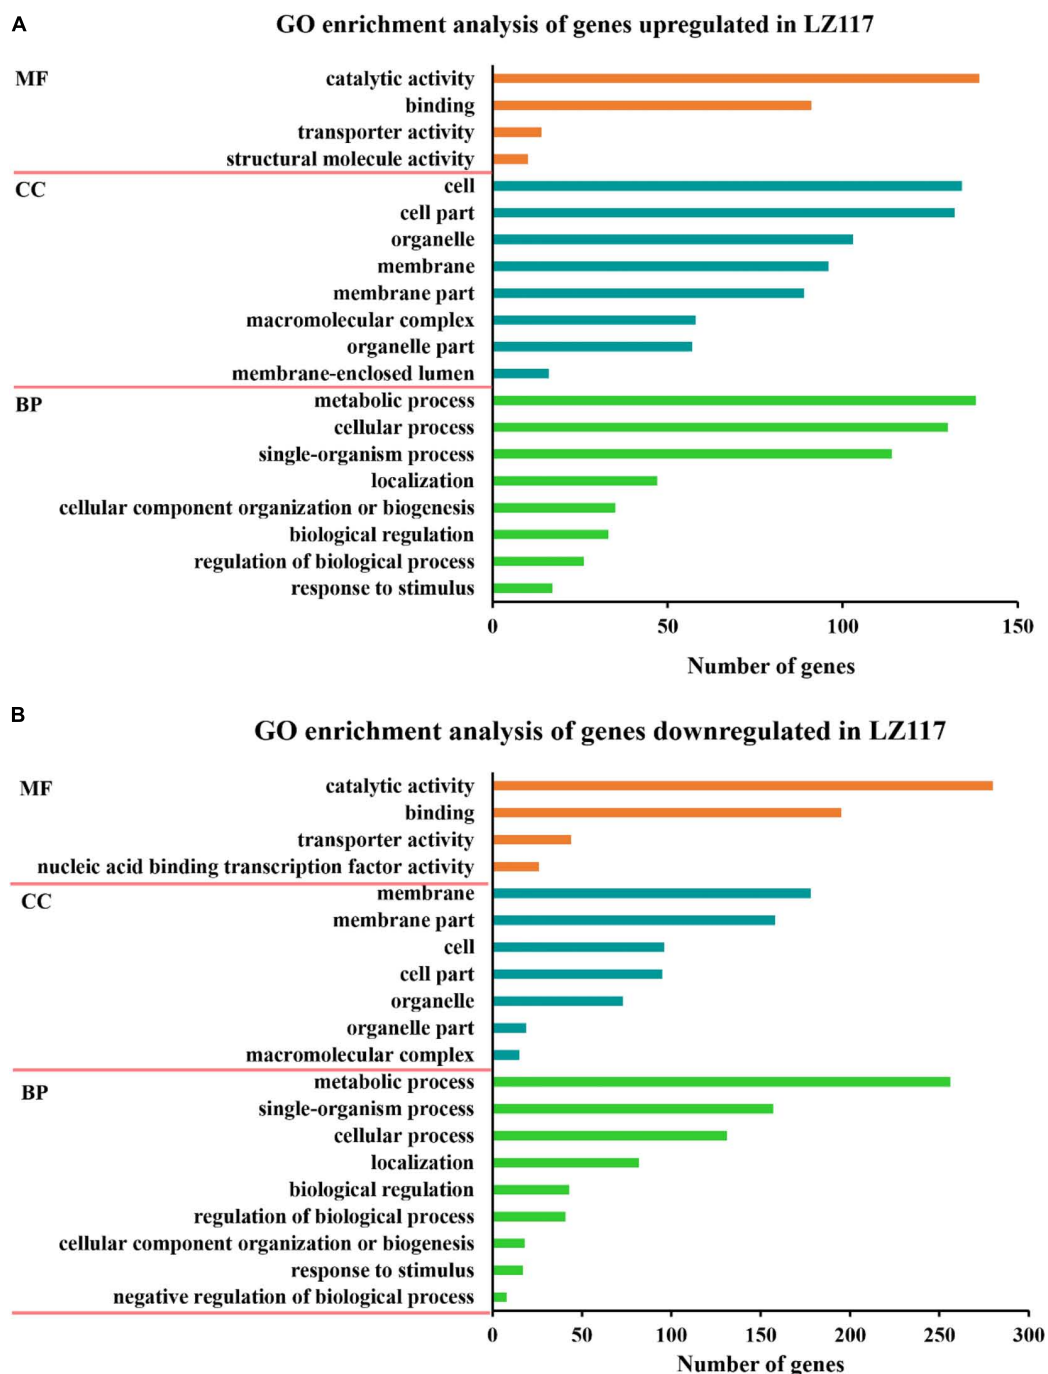 A
GO enrichment analysis of genes upregulated in LZ117
MF
catalytic activity
binding
transporter activity
structural molecule activity
CC
cell
cell part
organelle
membrane
membrane part
macromolecular complex
organelle part
membrane-enclosed lumen
BP
metabolic process
cellular process
single-organism process
localization
cellular component organization or biogenesis
biological regulation
regulation of biological process
response to stimulus
0 50 100 150
Number of genes
B
GO enrichment analysis of genes downregulated in LZ117
MF
catalytic activity
binding
transporter activity
nucleic acid binding transcription factor activity
CC
membrane
membrane part
cell
cell part
organelle
organelle part
macromolecular complex
BP
metabolic process
single-organism process
cellular process
localization
biological regulation
regulation of biological process
cellular component organization or biogenesis
response to stimulus
negative regulation of biological process
0 50 100 150 200 250 300
Number of genes